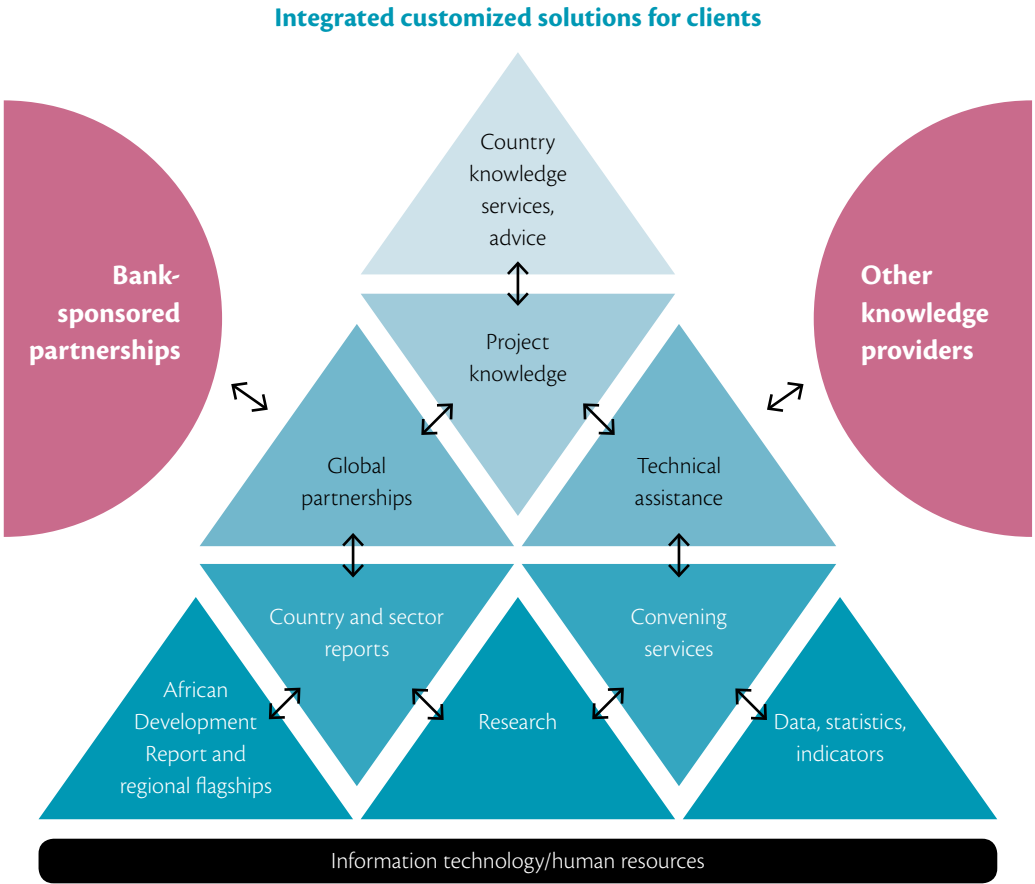 Integrated customized solutions for clients
Country
knowledge
services,
advice
Bank-
sponsored
partnerships
Other
knowledge
providers
Project
knowledge
Global
partnerships
Technical
assistance
Country and sector
reports
Convening
services
African
Development
Report and
regional flagships
Research
Data, statistics,
indicators
Information technology/human resources